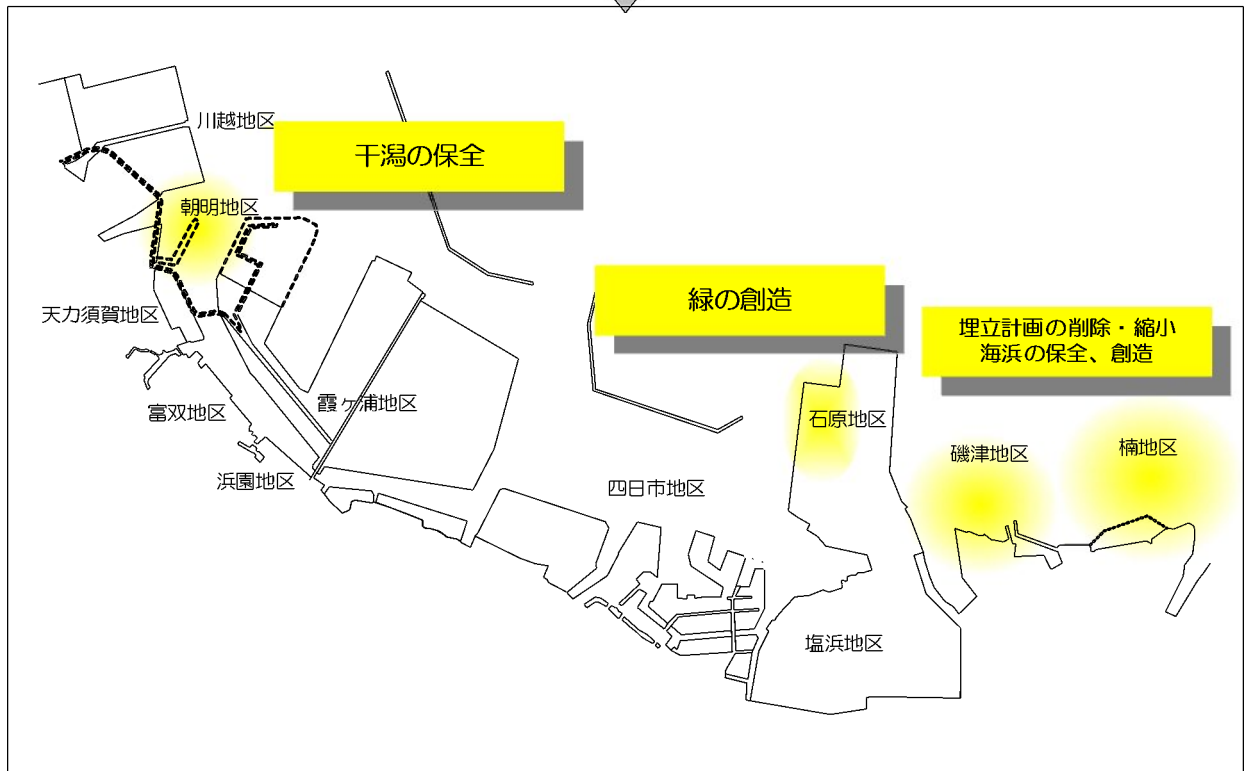 川越地区
干潟の保全
朝明地区
緑の創造
天力須賀地区
埋立計画の削除・縮小
海浜の保全、創造
霞ヶ浦地区
富双地区
石原地区
磯津地区
楠地区
浜園地区
四日市地区
塩浜地区